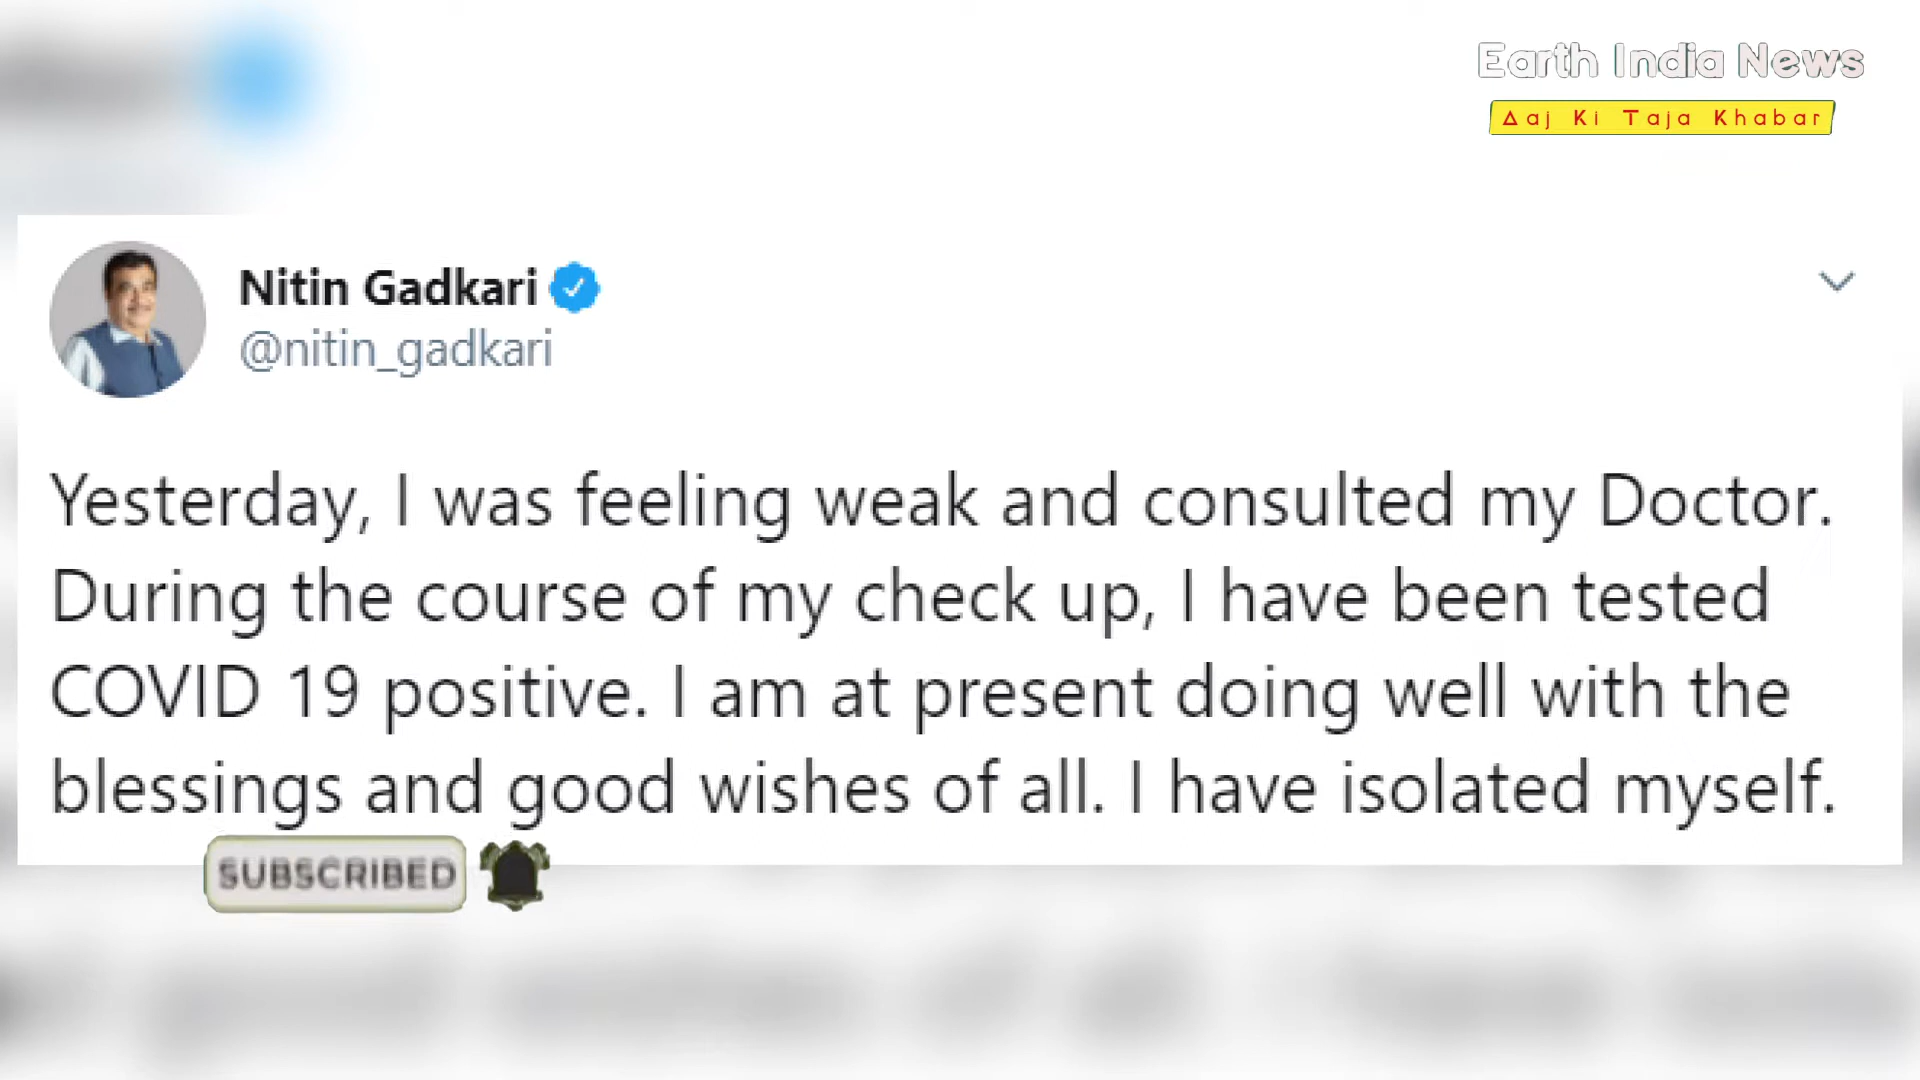 Earth India News
Aaj Ki Taja Khabar
Nitin Gadkari
@nitin_gadkari
Yesterday, I was feeling weak and consulted my Doctor.
During the course of my check up, I have been tested
COVID 19 positive. I am at present doing well with the
blessings and good wishes of all. I have isolated myself.
SUBSCRIBED